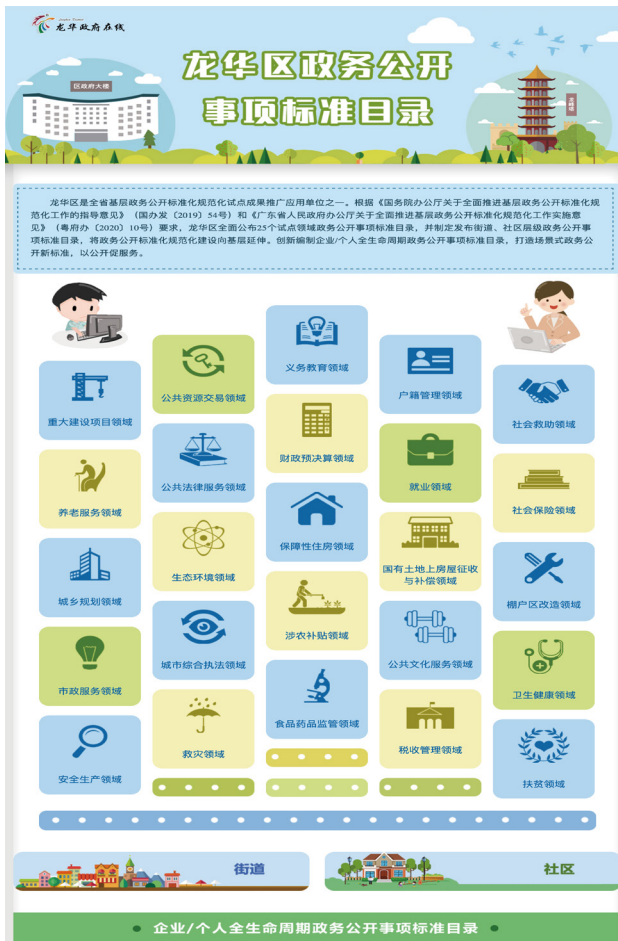 龙华政府在线
龙华区政务公开
事项标准目录
区政府大楼
龙华区是全省基层政务公开标准化规范化试点成果推广应用单位之一。根据《国务院办公厅关于全面推进基层政务公开标准化规
范化工作的指导意见》（国办发〔2019〕54号）和《广东省人民政府办公厅关于全面推进基层政务公开标准化规范化工作实施意
见》（粤府办〔2020〕10号）要求，龙华区全面公布25个试点领域政务公开事项标准目录，并制定发布街道、社区层级政务公开事
项标准目录，将政务公开标准化规范化建设向基层延伸。创新编制企业/个人全生命周期政务公开事项标准目录，打造场景式政务公
开新标准，以公开促服务。
重大建设项目领域
养老服务领域
城乡规划领域
市政服务领域
安全生产领域
公共资源交易领域
公共法律服务领域
生态环境领域
城市综合执法领域
救灾领域
义务教育领域
财政预决算领域
保障性住房领域
涉农补贴领域
食品药品监管领域
户籍管理领域
就业领域
国有土地上房屋征收
与补偿领域
公共文化服务领域
税收管理领域
社会救助领域
社会保险领域
棚户区改造领域
卫生健康领域
扶贫领域
街道
社区
企业/个人全生命周期政务公开事项标准目录